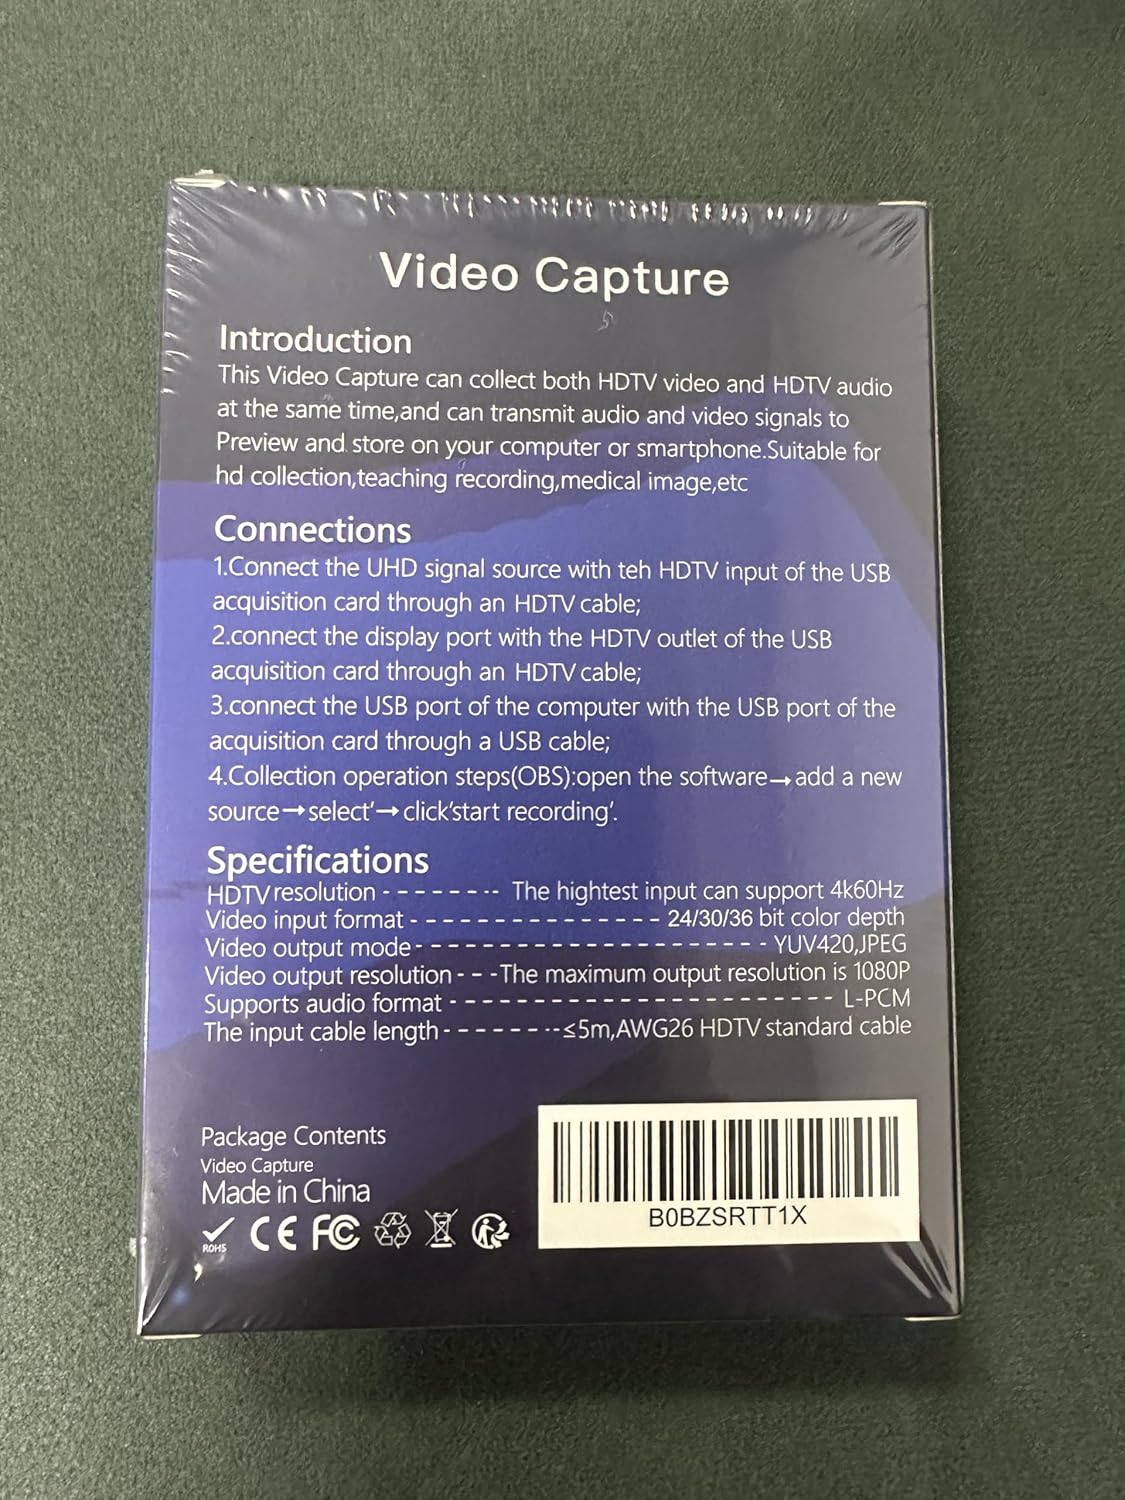 Video Capture
Introduction
This Video Capture can collect both HDTV video and HDTV audio
at the same time,and can transmit audio and video signals to
Preview and store on your computer or smartphone.Suitable for
hd collection,teaching recording,medical image,etc
Connections
1.Connect the UHD signal source with teh HDTV input of the USB
acquisition card through an HDTV cable;
2.connect the display port with the HDTV outlet of the USB
acquisition card through an HDTV cable;
3.connect the USB port of the computer with the USB port of the
acquisition card through a USB cable;
4.Collection operation steps(OBS):open the software→add a new
source→select'→click'start recording'.
Specifications
HDTV resolution - - - - - - - - The hightest input can support 4k60Hz
Video input format - - - - - - - - - - - - - - - - 24/30/36 bit color depth
Video output mode - - - - - - - - - - - - - - - - - - - - - - YUV420,JPEG
Video output resolution - - -The maximum output resolution is 1080P
Supports audio format - - - - - - - - - - - - - - - - - - - - - - - - L-PCM
The input cable length - - - - - - - -≤5m,AWG26 HDTV standard cable
Package Contents
Video Capture
Made in China
ROHS CE FC
B0BZSRTT1X